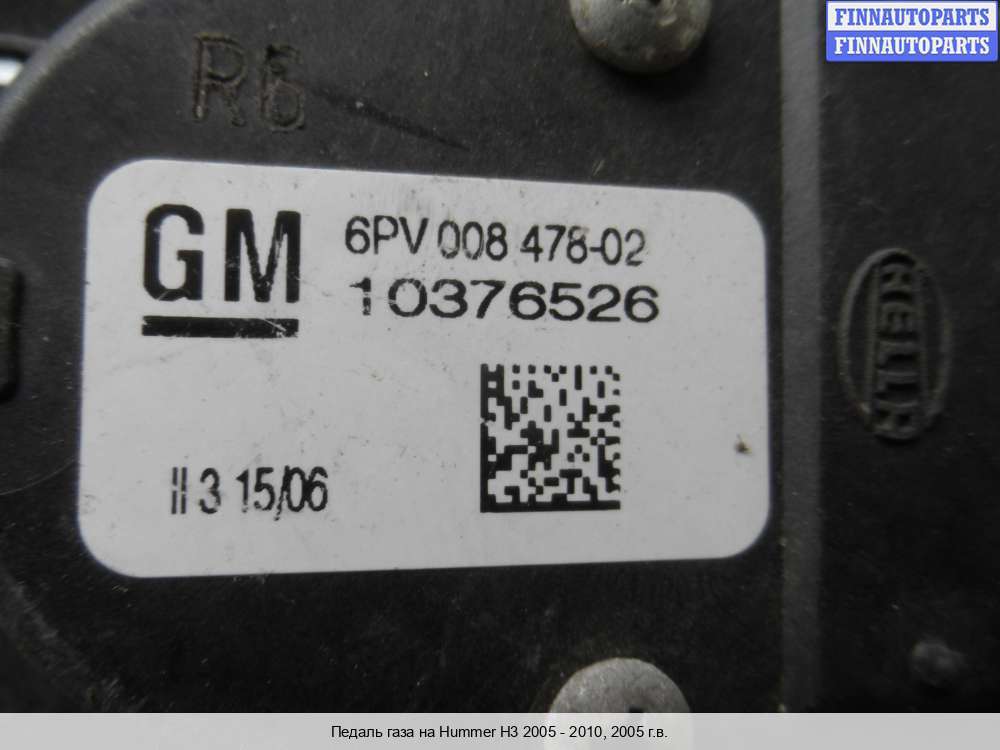 FINNAUTOPARTS
FINNAUTOPARTS
R6
GM
6PV 008 478-02
10376526
HELLA
II 3 15/06
Педаль газа на Hummer H3 2005 - 2010, 2005 г.в.